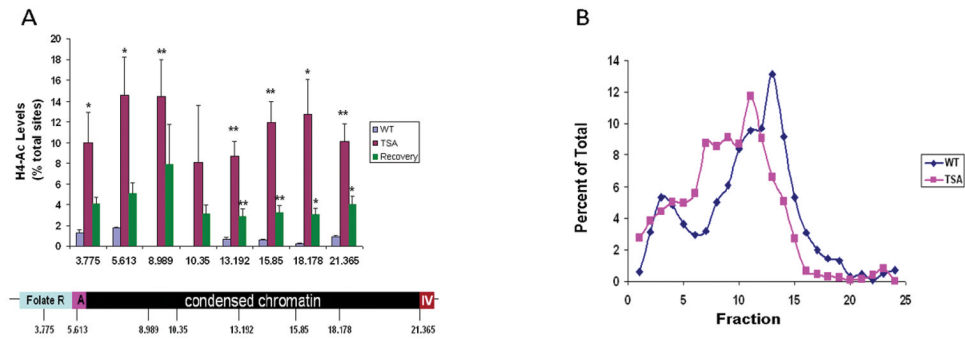 A
H4-Ac Levels
(% total sites)
20
18
16
14
12
10
8
6
4
2
0
* * ** ** ** * **
** ** * *
3.775 5.613 8.989 10.35 13.192 15.85 18.178 21.365
WT
TSA
Recovery
Folate R A condensed chromatin IV
3.775 5.613 8.989 10.35 13.192 15.85 18.178 21.365
B
Percent of Total
14
12
10
8
6
4
2
0
0 5 10 15 20 25
Fraction
WT
TSA